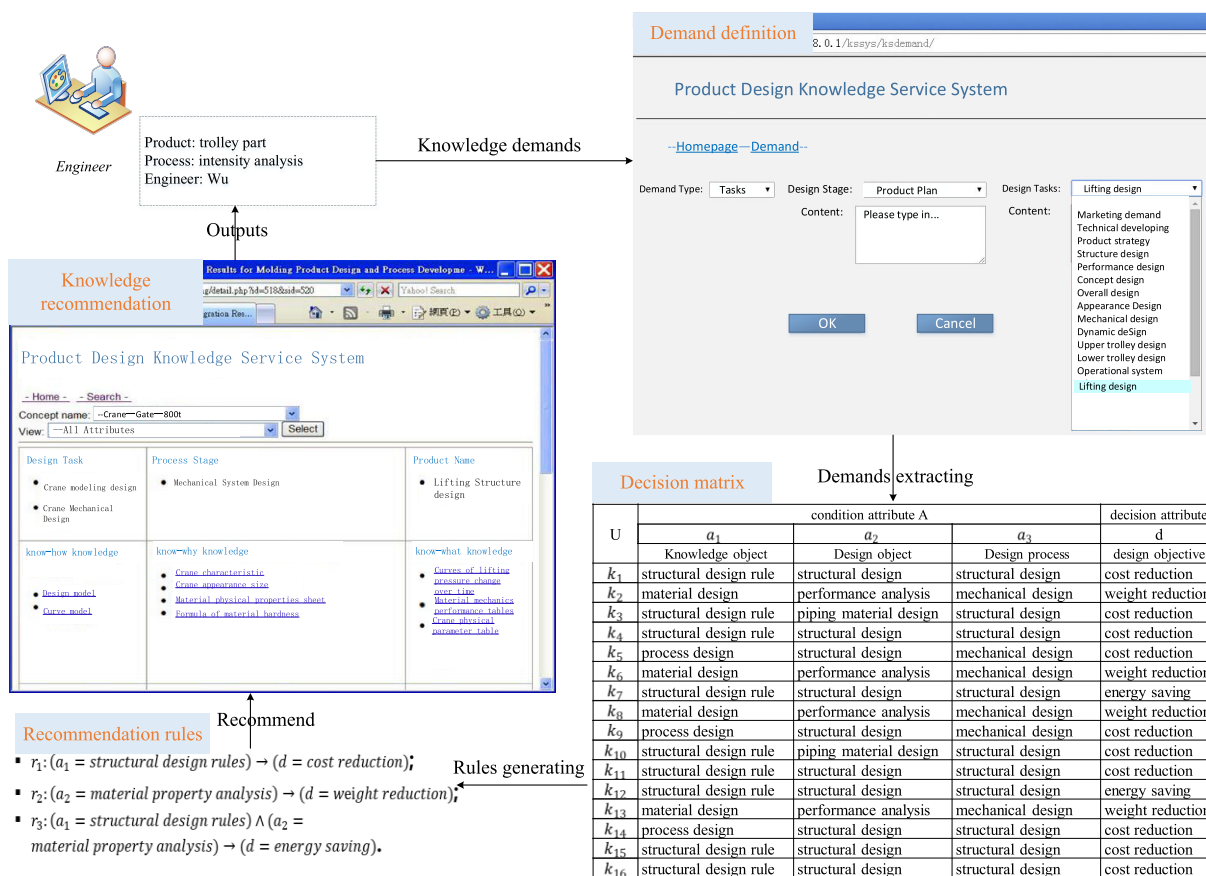 Demand definition
8.0.1/kssys/ksdemand/
Product Design Knowledge Service System
--Homepage—Demand--
Demand Type: Tasks Design Stage: Product Plan Design Tasks: Lifting design
Content: Please type in... Content:
Marketing demand
Technical developing
Product strategy
Structure design
Performance design
Concept design
Overall design
Appearance Design
Mechanical design
Dynamic deSign
Upper trolley design
Lower trolley design
Operational system
Lifting design
OK Cancel
Engineer
Product: trolley part
Process: intensity analysis
Engineer: Wu
Knowledge demands
Outputs
Knowledge
recommendation
Results for Molding Product Design and Process Developme - W...
g/detail.php?id=518&sid=520 Yahoo! Search
gration Res... 網頁(P) 工具(O)
Product Design Knowledge Service System
- Home - - Search -
Concept name: --Crane—Gate—800t
View: --All Attributes Select
Design Task
Crane modeling design
Crane Mechanical
Design
Process Stage
Mechanical System Design
Product Name
Lifting Structure
design
know-how knowledge
Design model
Curve model
know-why knowledge
Crane characteristic
Crane appearance size
Material physical properties sheet
Formula of material hardness
know-what knowledge
Curves of lifting
pressure change
over time
Material mechanics
performance tables
Crane physical
parameter table
Recommend
Recommendation rules
▪ r₁: (a₁ = structural design rules) → (d = cost reduction);
▪ r₂: (a₂ = material property analysis) → (d = weight reduction);
▪ r₃: (a₁ = structural design rules) ∧ (a₂ =
material property analysis) → (d = energy saving).
Rules generating
Demands extracting
Decision matrix
U condition attribute A decision attribute
a₁ a₂ a₃ d
Knowledge object Design object Design process design objective
k₁ structural design rule structural design structural design cost reduction
k₂ material design performance analysis mechanical design weight reduction
k₃ structural design rule piping material design structural design cost reduction
k₄ structural design rule structural design structural design cost reduction
k₅ process design structural design mechanical design cost reduction
k₆ material design performance analysis mechanical design weight reduction
k₇ structural design rule structural design structural design energy saving
k₈ material design performance analysis mechanical design weight reduction
k₉ process design structural design mechanical design cost reduction
k₁₀ structural design rule piping material design structural design cost reduction
k₁₁ structural design rule structural design structural design cost reduction
k₁₂ structural design rule structural design structural design energy saving
k₁₃ material design performance analysis mechanical design weight reduction
k₁₄ process design structural design structural design cost reduction
k₁₅ structural design rule structural design structural design cost reduction
k₁₆ structural design rule structural design structural design cost reduction